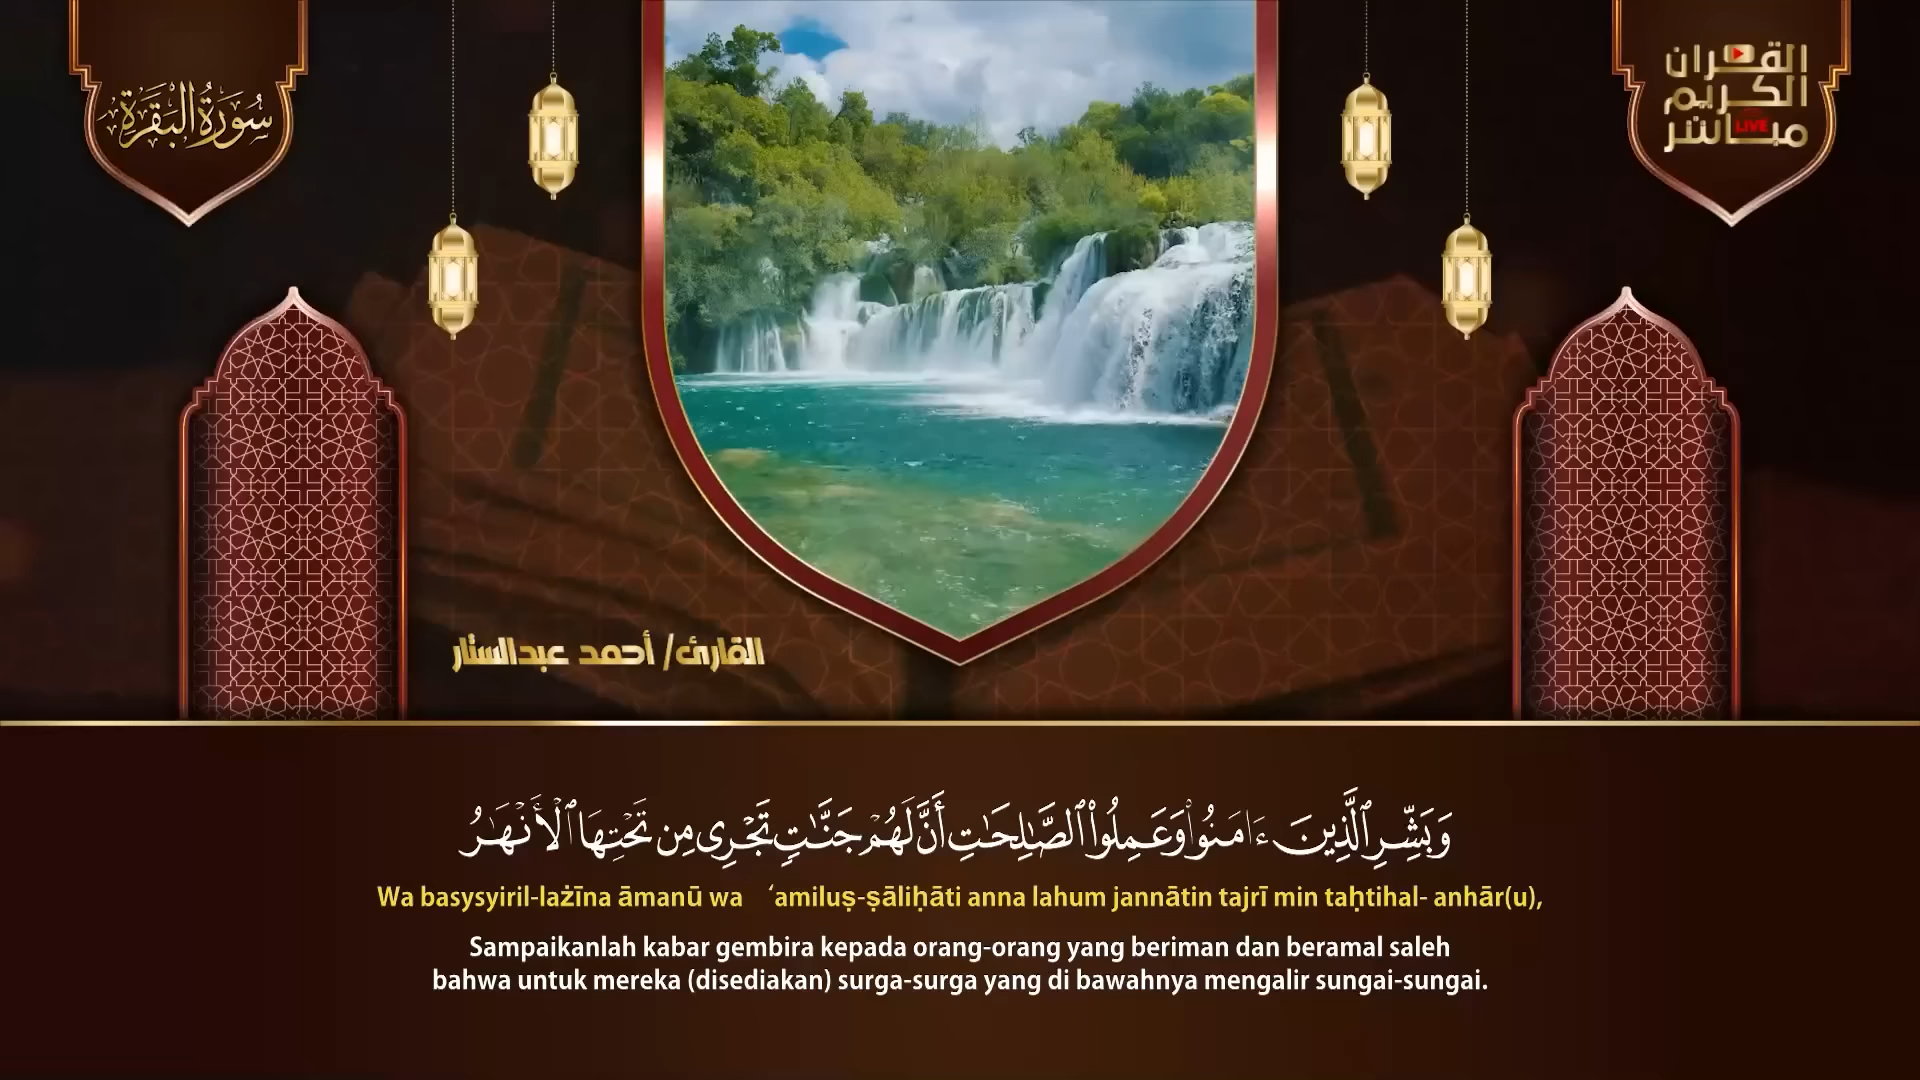 سُورَةُ البَقَرَةِ
القران
الكريم
مباشر
LIVE
القارئ/ أحمد عبدالستار
وَبَشِّرِ ٱلَّذِينَ ءَامَنُوا۟ وَعَمِلُوا۟ ٱلصَّـٰلِحَـٰتِ أَنَّ لَهُمْ جَنَّـٰتٍ تَجْرِى مِن تَحْتِهَا ٱلْأَنْهَـٰرُ
Wa basysyiril-lażīna āmanū wa ‘amiluṣ-ṣāliḥāti anna lahum jannātin tajrī min taḥtihal- anhār(u),
Sampaikanlah kabar gembira kepada orang-orang yang beriman dan beramal saleh
bahwa untuk mereka (disediakan) surga-surga yang di bawahnya mengalir sungai-sungai.